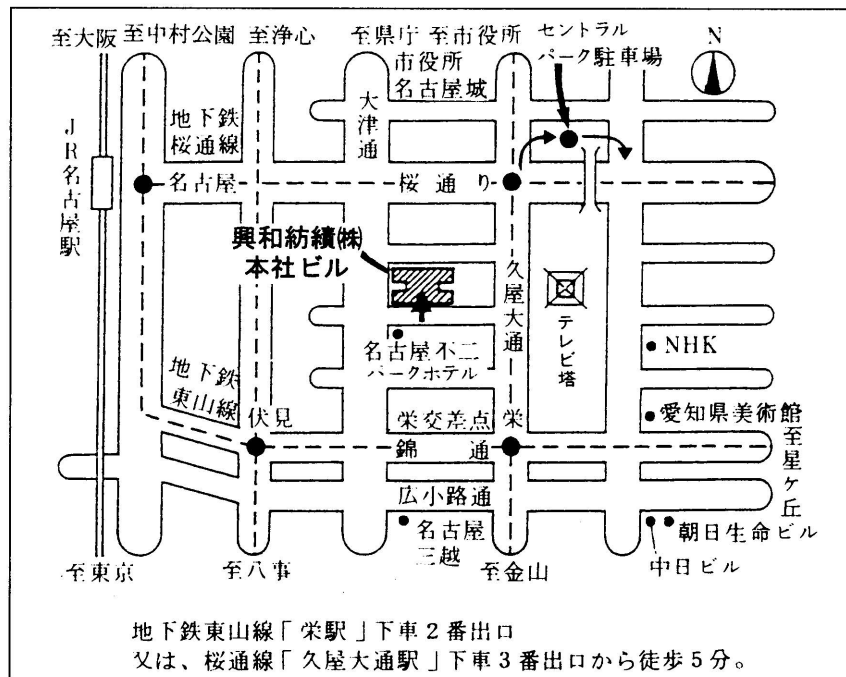 至大阪
至中村公園
至浄心
至県庁
至市役所
市役所
名古屋城
セントラル
パーク駐車場
N
大津通
地下鉄
桜通線
JR名古屋駅
名古屋
桜通り
興和紡績㈱
本社ビル
久屋大通
テレビ塔
名古屋不二
パークホテル
NHK
地下鉄
東山線
伏見
栄交差点
栄
愛知県美術館
錦通
至星ヶ丘
広小路通
名古屋
三越
朝日生命ビル
中日ビル
至東京
至八事
至金山
地下鉄東山線「栄駅」下車2番出口
又は、桜通線「久屋大通駅」下車3番出口から徒歩5分。